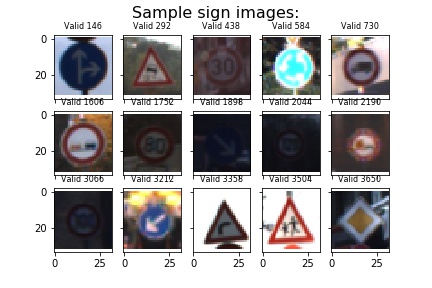 Sample sign images:
Valid 146 Valid 292 Valid 438 Valid 584 Valid 730
0
20
30
Valid 1606 Valid 1752 Valid 1898 Valid 2044 Valid 2190
0
20
Valid 3066 Valid 3212 Valid 3358 Valid 3504 Valid 3650
0
20
0 25 0 25 0 25 0 25 0 25